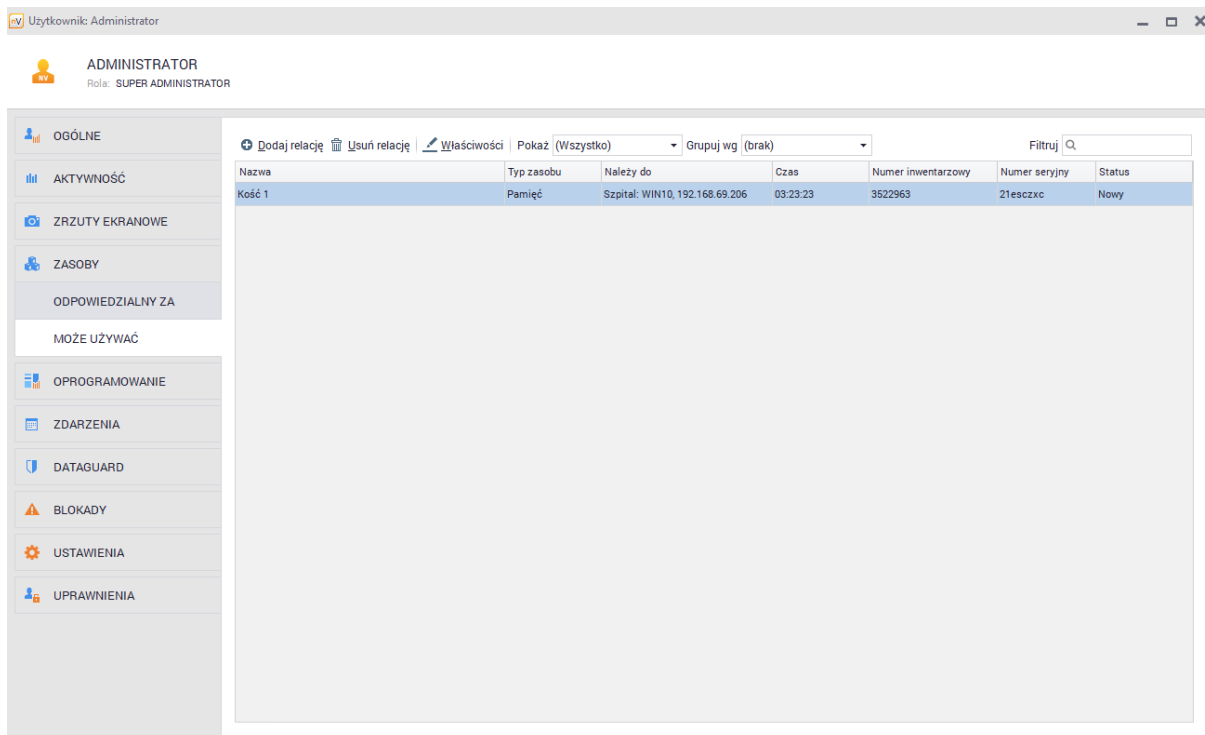 nV Użytkownik: Administrator
ADMINISTRATOR
NV
Rola: SUPER ADMINISTRATOR
OGÓLNE
AKTYWNOŚĆ
ZRZUTY EKRANOWE
ZASOBY
ODPOWIEDZIALNY ZA
MOŻE UŻYWAĆ
OPROGRAMOWANIE
ZDARZENIA
DATAGUARD
BLOKADY
USTAWIENIA
UPRAWNIENIA
Dodaj relację Usuń relację Właściwości Pokaż (Wszystko) Grupuj wg (brak) Filtruj
Nazwa Typ zasobu Należy do Czas Numer inwentarzowy Numer seryjny Status
Kość 1 Pamięć Szpital: WIN10, 192.168.69.206 03:23:23 3522963 21esczxc Nowy